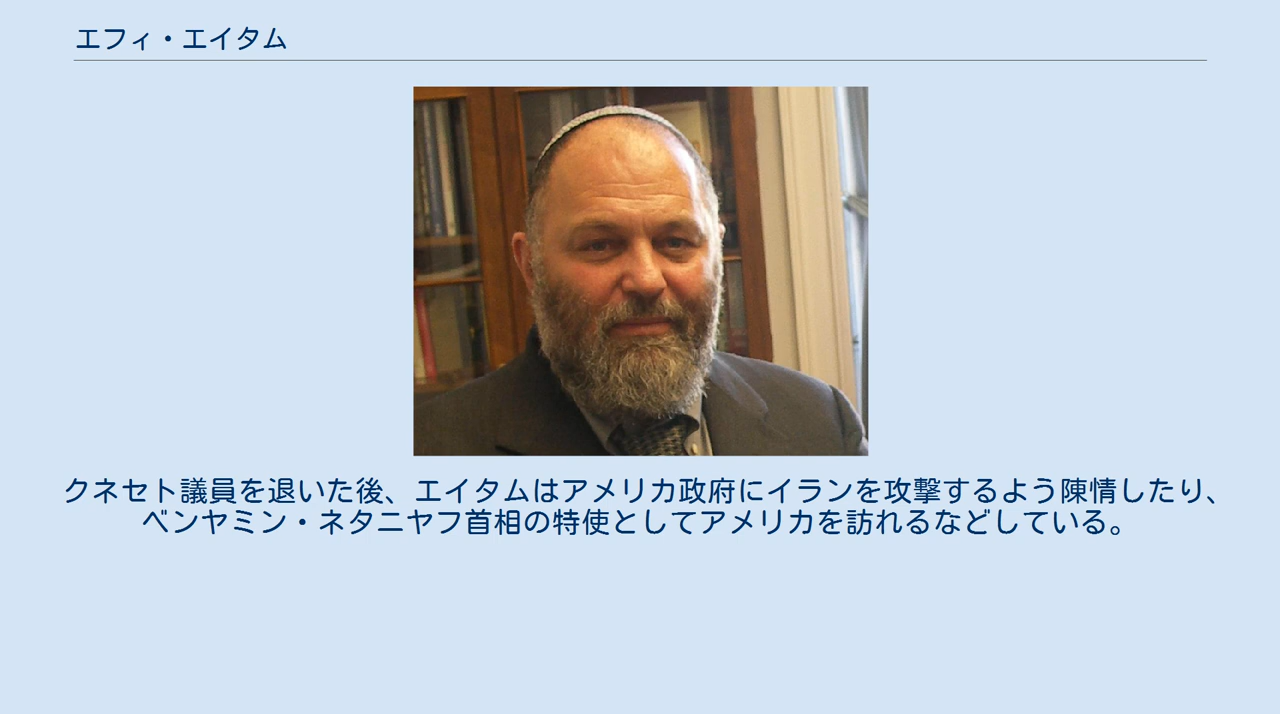 エフィ・エイタム
クネセト議員を退いた後、エイタムはアメリカ政府にイランを攻撃するよう陳情したり、
ベンヤミン・ネタニヤフ首相の特使としてアメリカを訪れるなどしている。